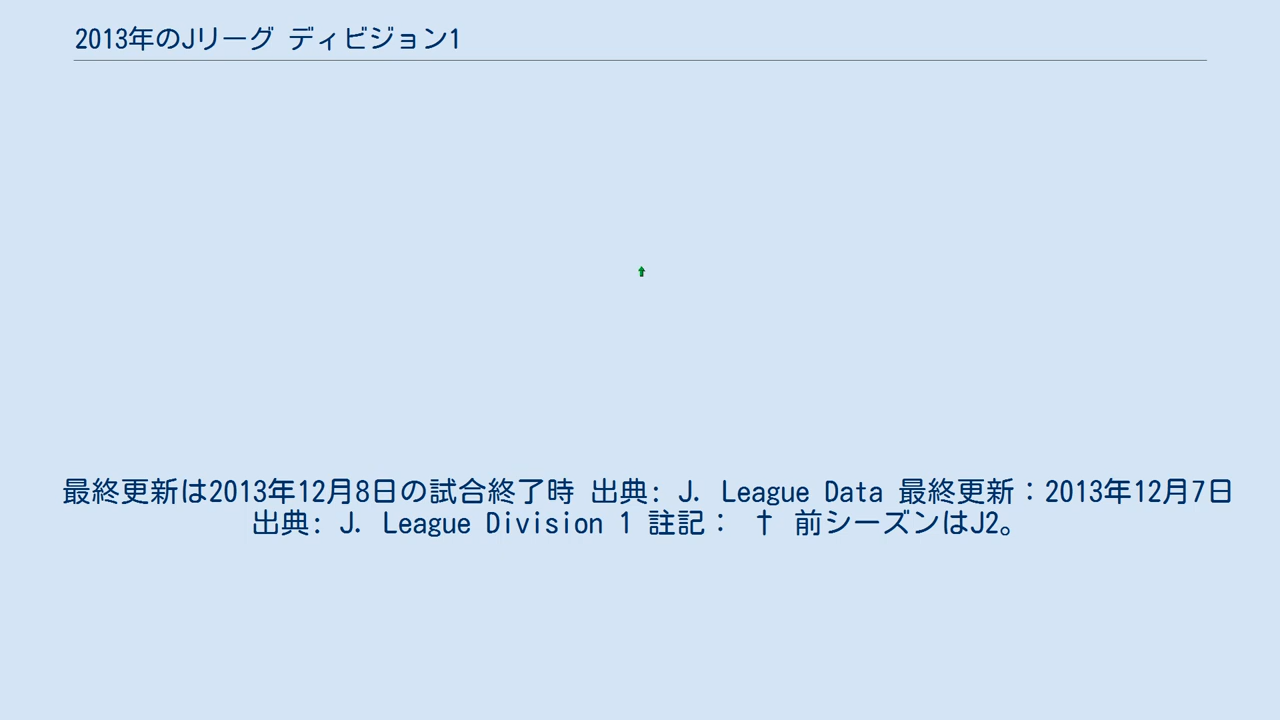 2013年のJリーグ ディビジョン1
最終更新は2013年12月8日の試合終了時 出典: J. League Data 最終更新：2013年12月7日
出典: J. League Division 1 註記： † 前シーズンはJ2。